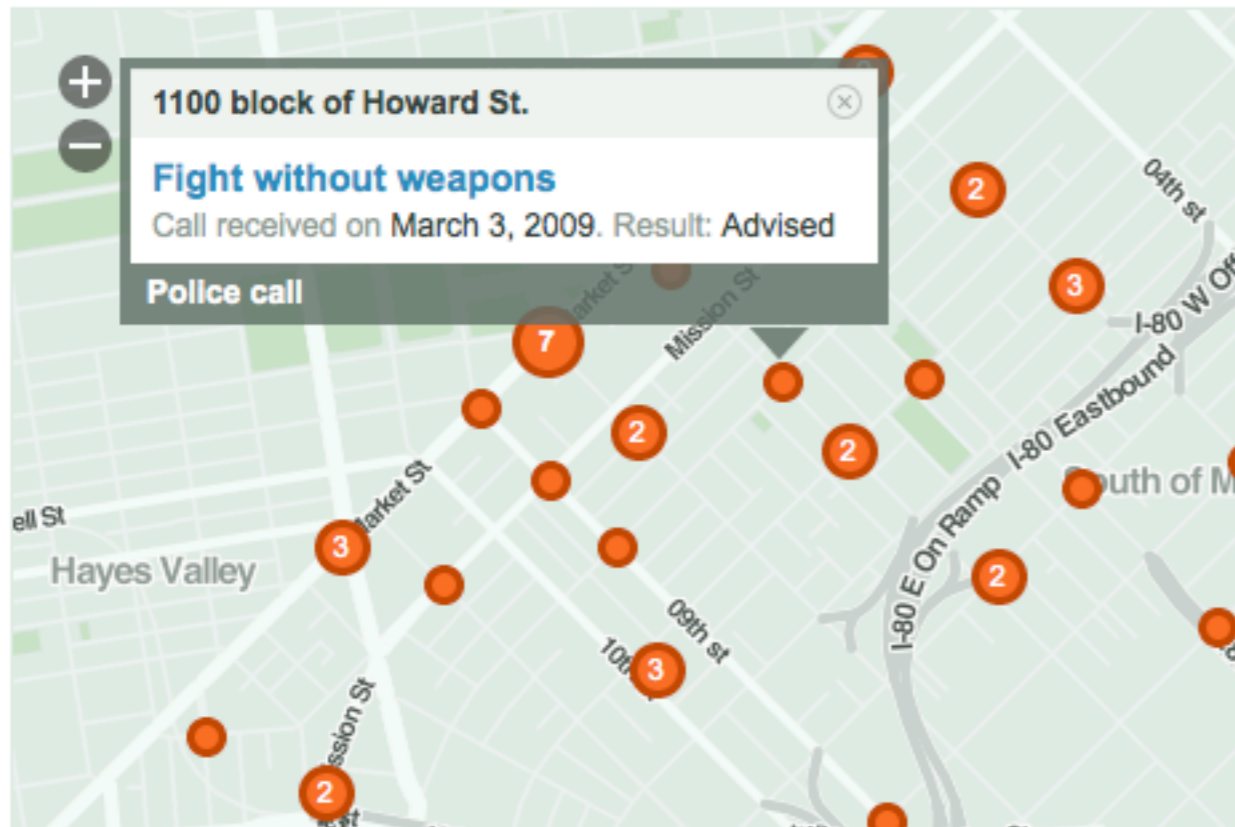 1100 block of Howard St.
Fight without weapons
Call received on March 3, 2009. Result: Advised
Police call
2
04th st
3
I-80 W Off
Market St
Mission St
7
2
2
I-80 Eastbound
South of M
Market St
ell St
3
Hayes Valley
I-80 E On Ramp
2
09th st
10th
3
Mission St
2